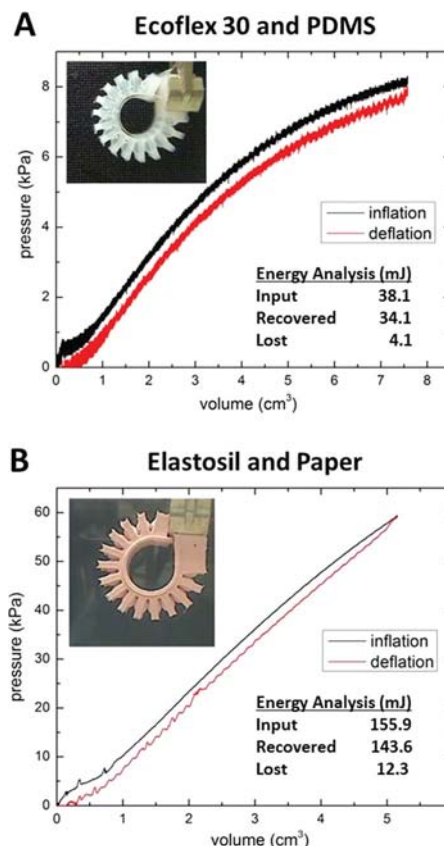 A
Ecoflex 30 and PDMS
8
6
4
2
0
pressure (kPa)
inflation
deflation
Energy Analysis (mJ)
Input 38.1
Recovered 34.1
Lost 4.1
0 1 2 3 4 5 6 7 8
volume (cm³)
B
Elastosil and Paper
60
50
40
30
20
10
0
pressure (kPa)
inflation
deflation
Energy Analysis (mJ)
Input 155.9
Recovered 143.6
Lost 12.3
0 1 2 3 4 5
volume (cm³)